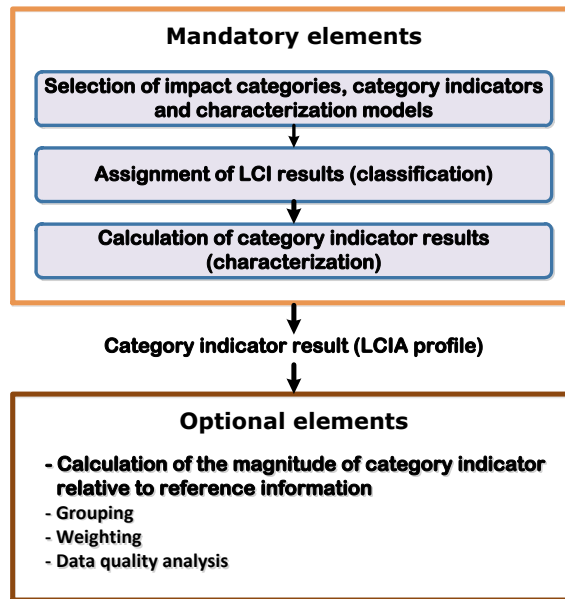 Mandatory elements
Selection of impact categories, category indicators
and characterization models
Assignment of LCI results (classification)
Calculation of category indicator results
(characterization)
Category indicator result (LCIA profile)
Optional elements
- Calculation of the magnitude of category indicator
relative to reference information
- Grouping
- Weighting
- Data quality analysis